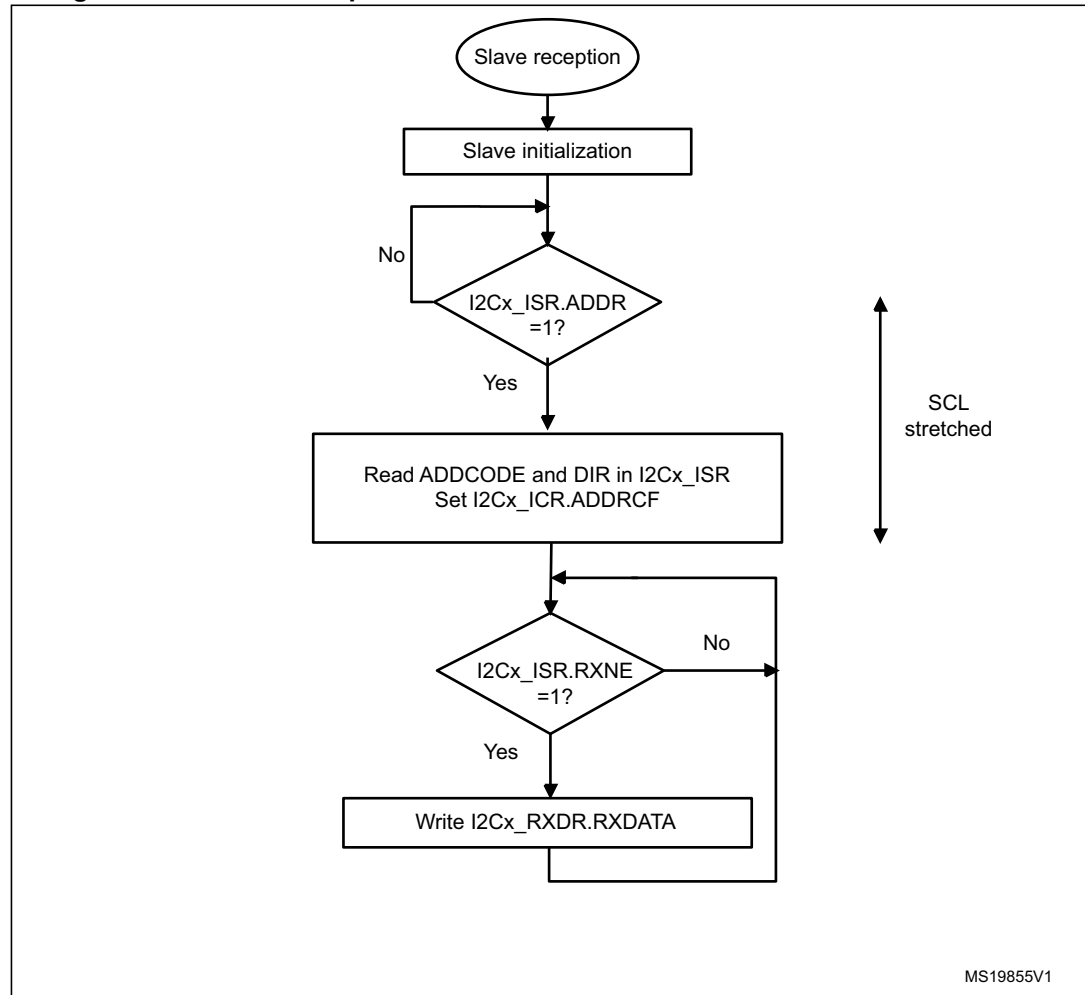 Slave reception
Slave initialization
No
I2Cx_ISR.ADDR
=1?
Yes
SCL
stretched
Read ADDCODE and DIR in I2Cx_ISR
Set I2Cx_ICR.ADDRCF
No
I2Cx_ISR.RXNE
=1?
Yes
Write I2Cx_RXDR.RXDATA
MS19855V1